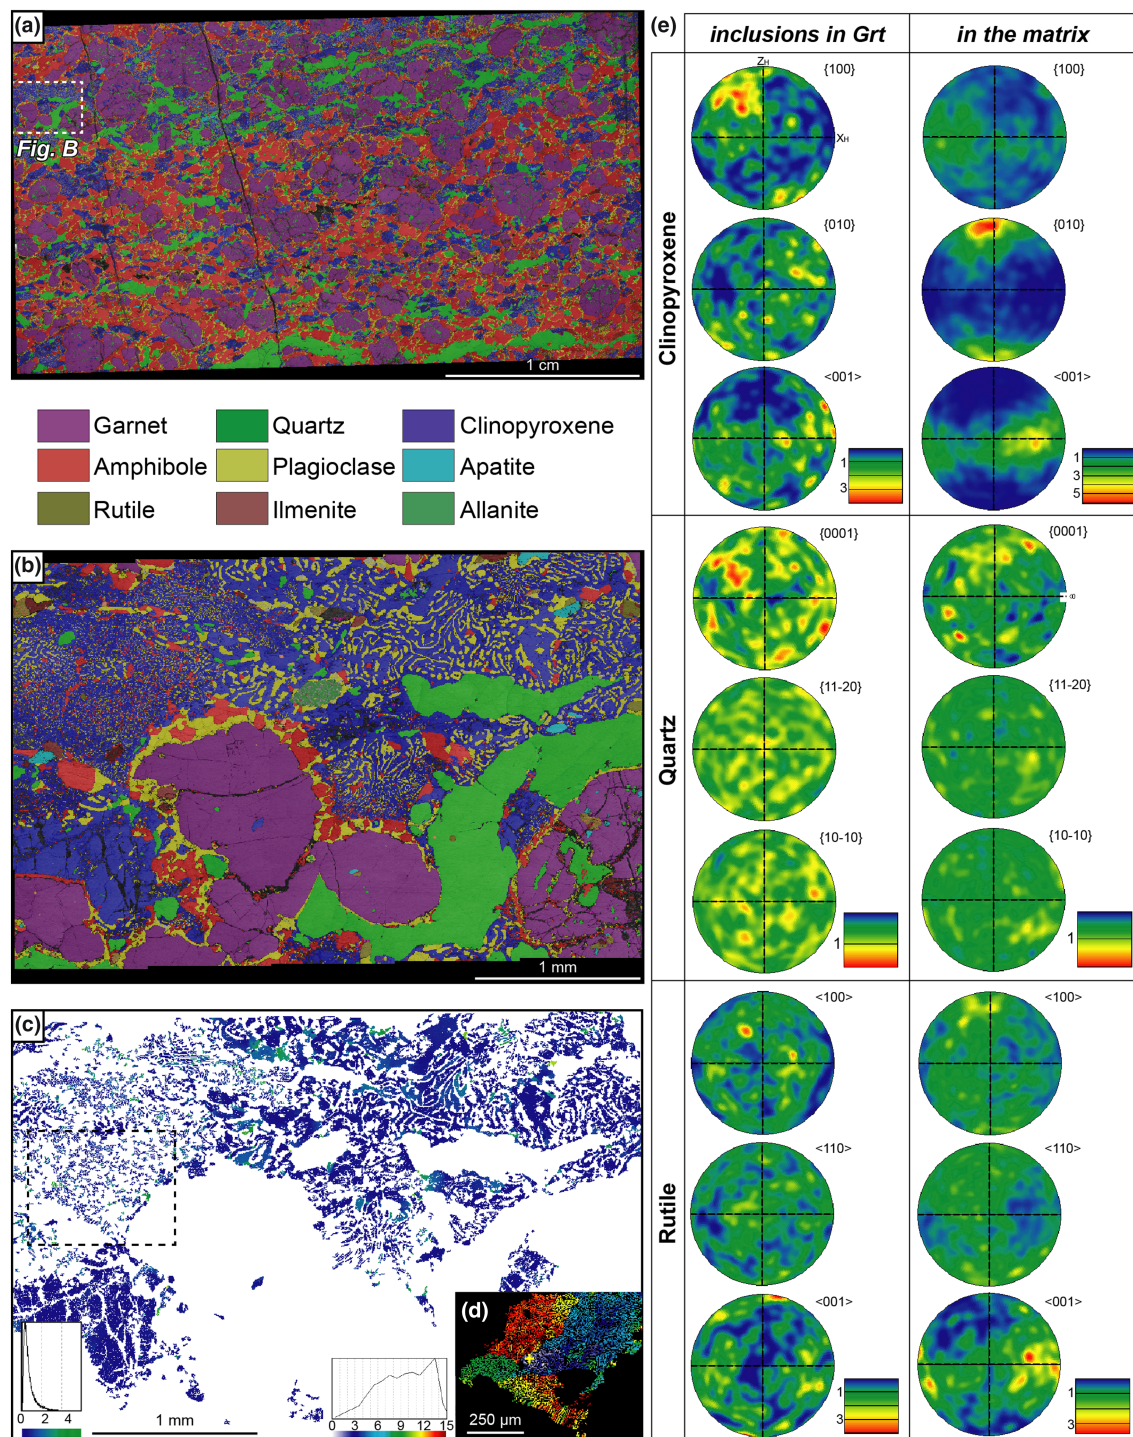 (a)
Fig. B
1 cm
Garnet
Quartz
Clinopyroxene
Amphibole
Plagioclase
Apatite
Rutile
Ilmenite
Allanite
(b)
1 mm
(c)
0 2 4
1 mm
0 3 6 9 12 15
(d)
250 µm
(e)
inclusions in Grt
in the matrix
Clinopyroxene
ZH
XH
{100}
{100}
{010}
{010}
<001>
1
3
<001>
1
3
5
Quartz
{0001}
{0001}
{11-20}
{11-20}
{10-10}
1
{10-10}
1
Rutile
<100>
<100>
<110>
<110>
<001>
1
3
<001>
1
3